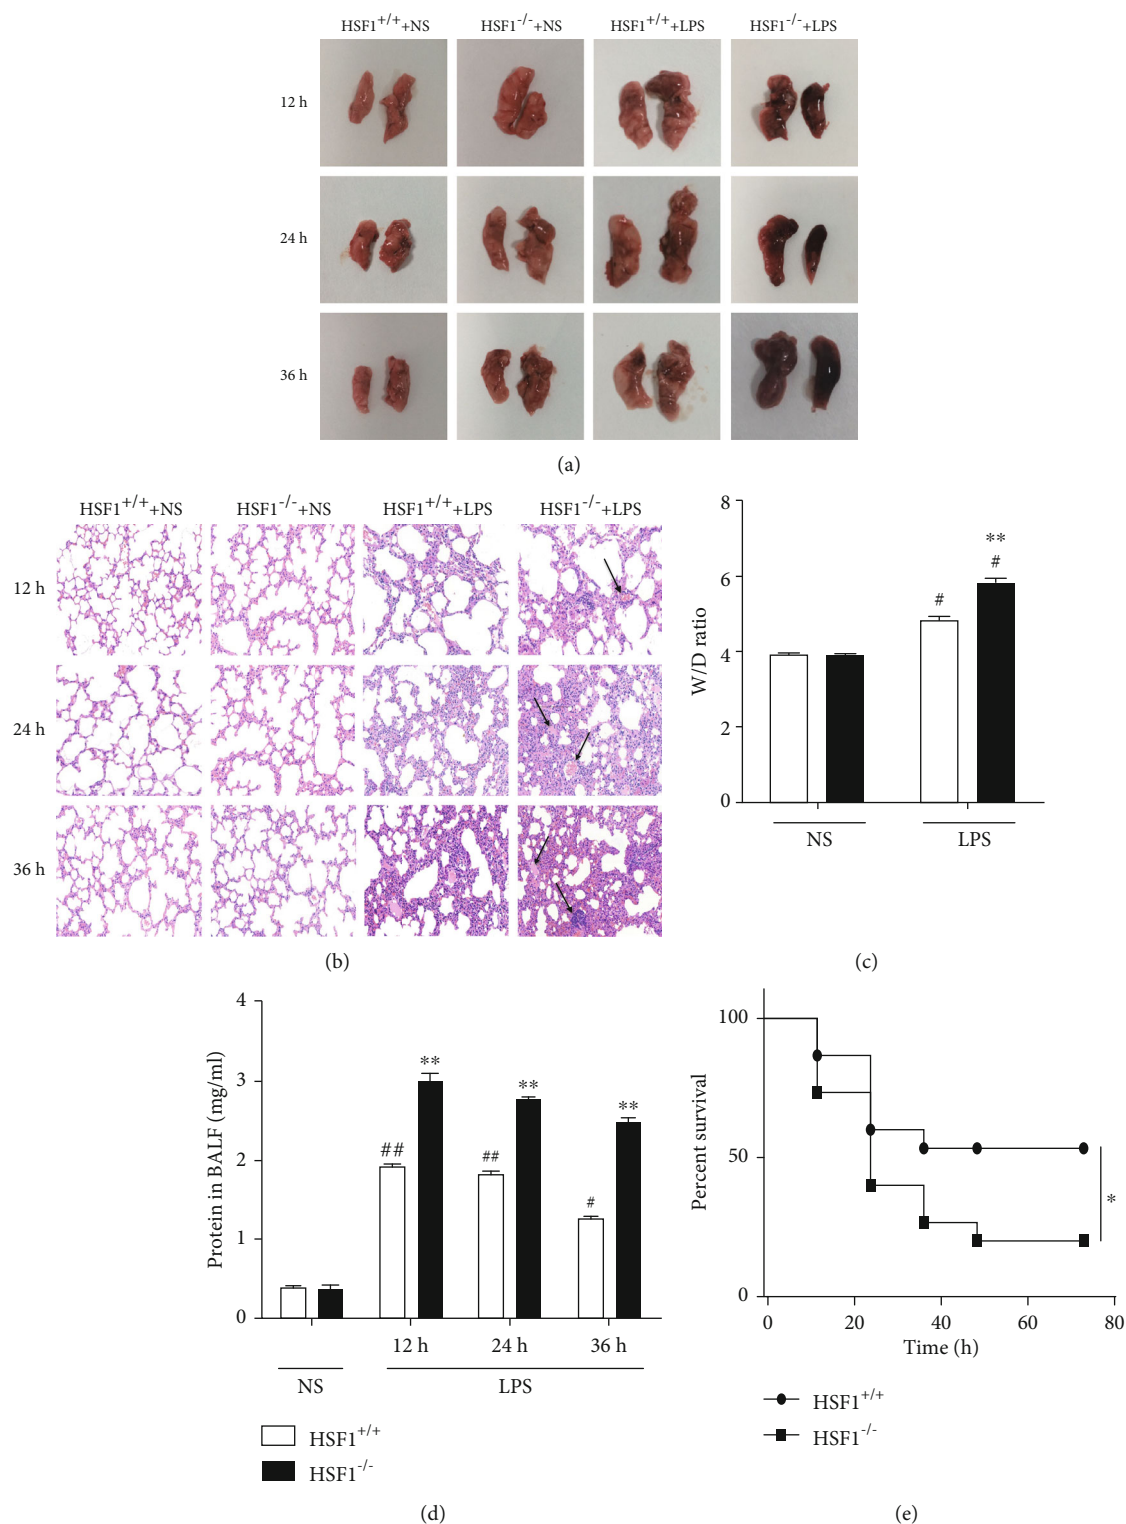 HSF1+/++NS HSF1-/-+NS HSF1+/++LPS HSF1-/-+LPS
12 h
24 h
36 h
(a)
HSF1+/++NS HSF1-/-+NS HSF1+/++LPS HSF1-/-+LPS
12 h
24 h
36 h
(b)
8
6
4
2
0
W/D ratio
**
#
#
NS LPS
(c)
4
3
2
1
0
Protein in BALF (mg/ml)
## ** ## ** # **
12 h 24 h 36 h
NS LPS
HSF1+/+
HSF1-/-
(d)
100
50
0
Percent survival
*
0 20 40 60 80
Time (h)
HSF1+/+
HSF1-/-
(e)